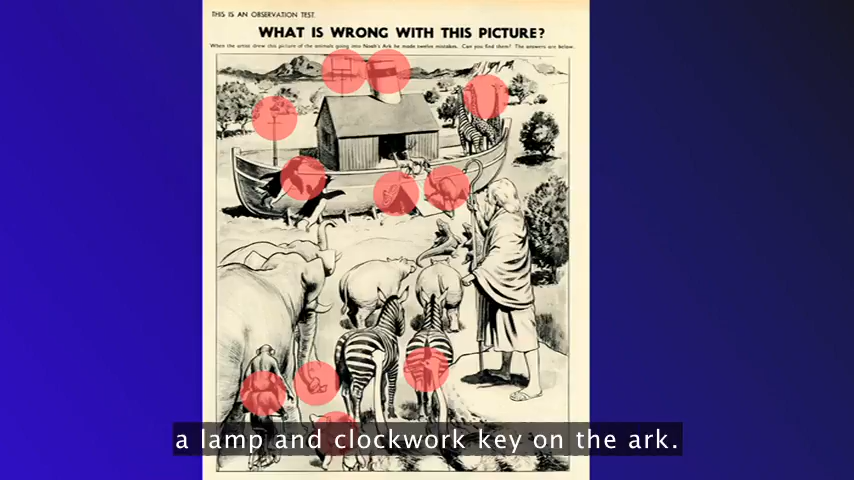 THIS IS AN OBSERVATION TEST.
WHAT IS WRONG WITH THIS PICTURE?
When the artist drew this picture of the animals going into Noah's Ark he made twelve mistakes. Can you find them? The answers are below.
a lamp and clockwork key on the ark.